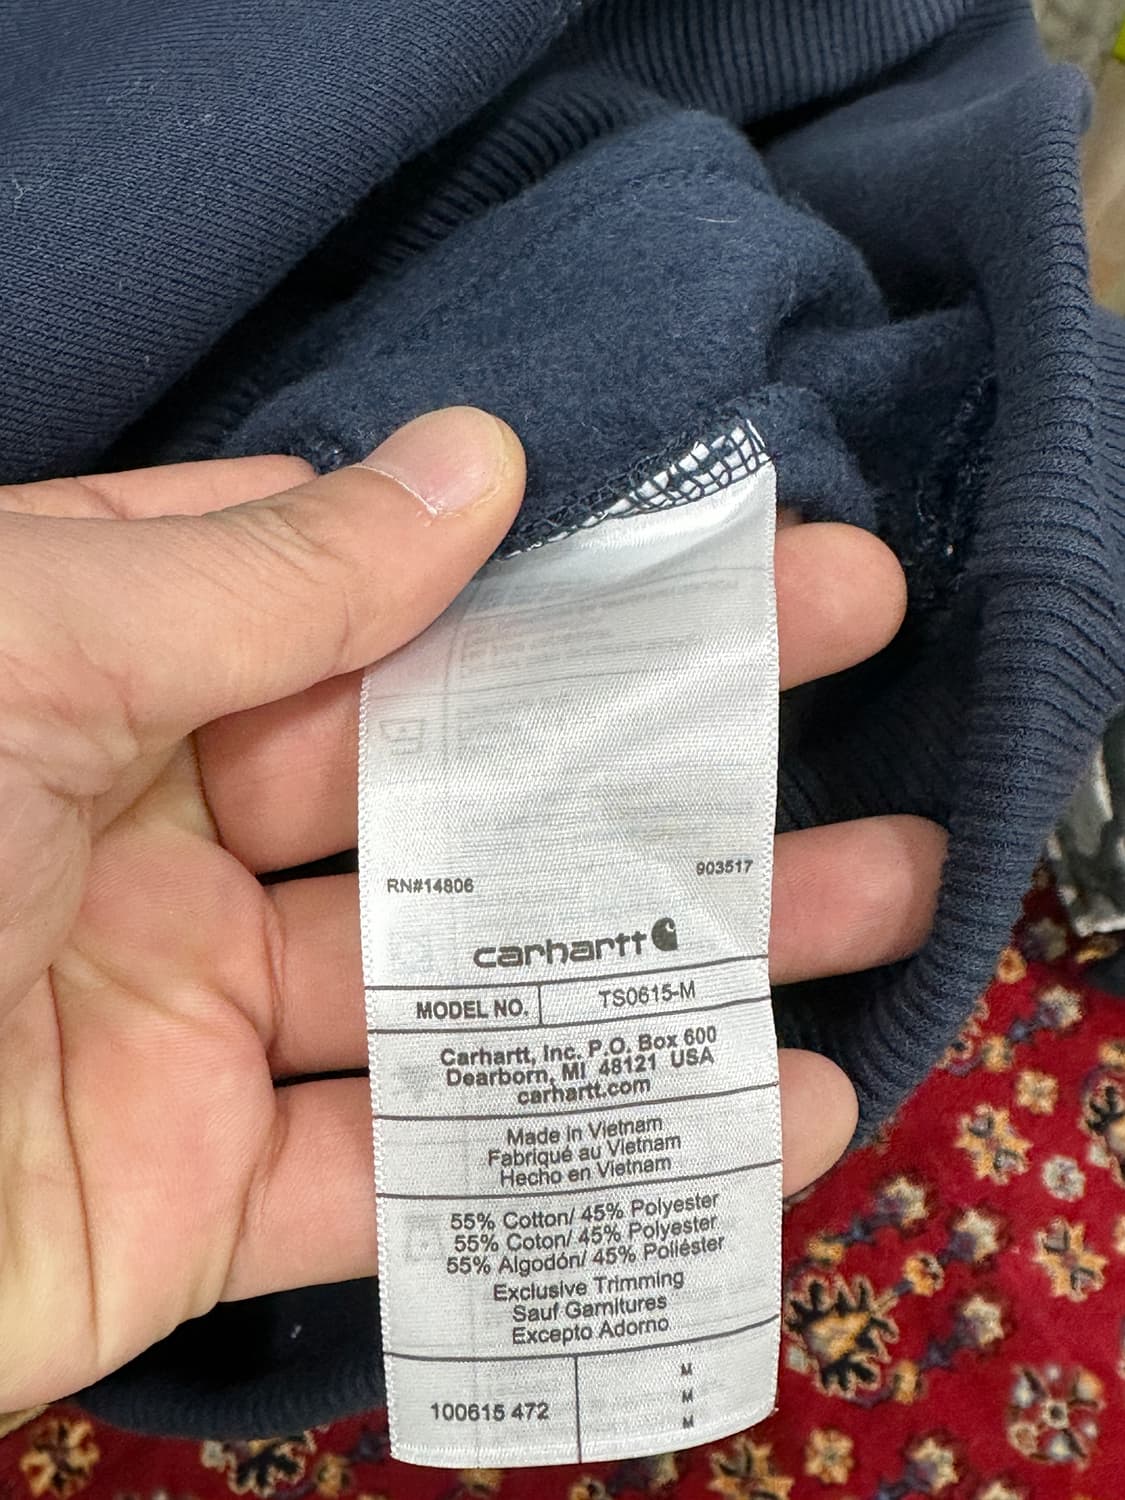 RN#14806 903517
carhartt
MODEL NO. TS0615-M
Carhartt, Inc. P.O. Box 600
Dearborn, MI 48121 USA
carhartt.com
Made in Vietnam
Fabriqué au Vietnam
Hecho en Vietnam
55% Cotton/ 45% Polyester
55% Coton/ 45% Polyester
55% Algodón/ 45% Poliéster
Exclusive Trimming
Sauf Garnitures
Excepto Adorno
100615 472
M
M
M